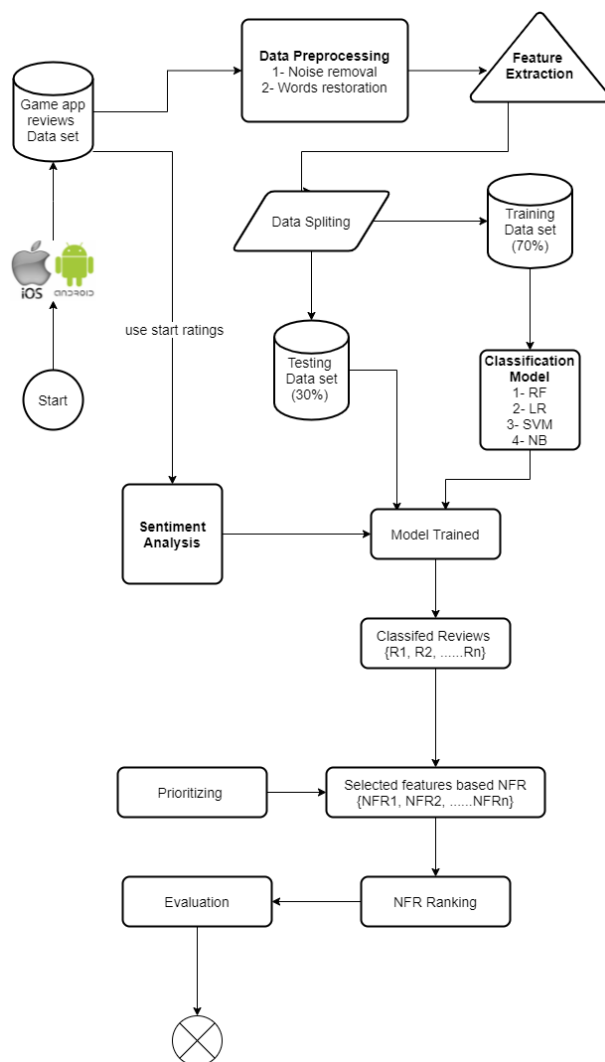 Data Preprocessing
1- Noise removal
2- Words restoration
Feature
Extraction
Game app
reviews
Data set
Training
Data set
(70%)
Data Spliting
iOS
ANDROID
use start ratings
Testing
Data set
(30%)
Classification
Model
1- RF
2- LR
3- SVM
4- NB
Start
Sentiment
Analysis
Model Trained
Classifed Reviews
{R1, R2, ......Rn}
Prioritizing
Selected features based NFR
{NFR1, NFR2, ......NFRn}
Evaluation
NFR Ranking